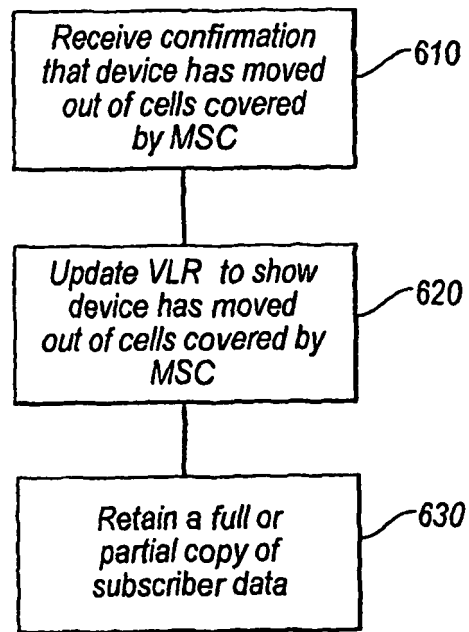 Receive confirmation
that device has moved
out of cells covered
by MSC
610
Update VLR to show
device has moved
out of cells covered by
MSC
620
Retain a full or
partial copy of
subscriber data
630